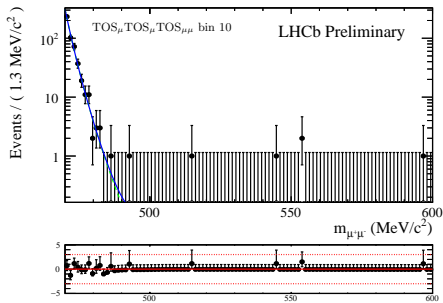 TOSμTOSμTOSμμ bin 10
LHCb Preliminary
Events / ( 1.3 MeV/c² )
10²
10
1
500 550 600
mμ⁺μ⁻ (MeV/c²)
5
0
−5
500 550 600